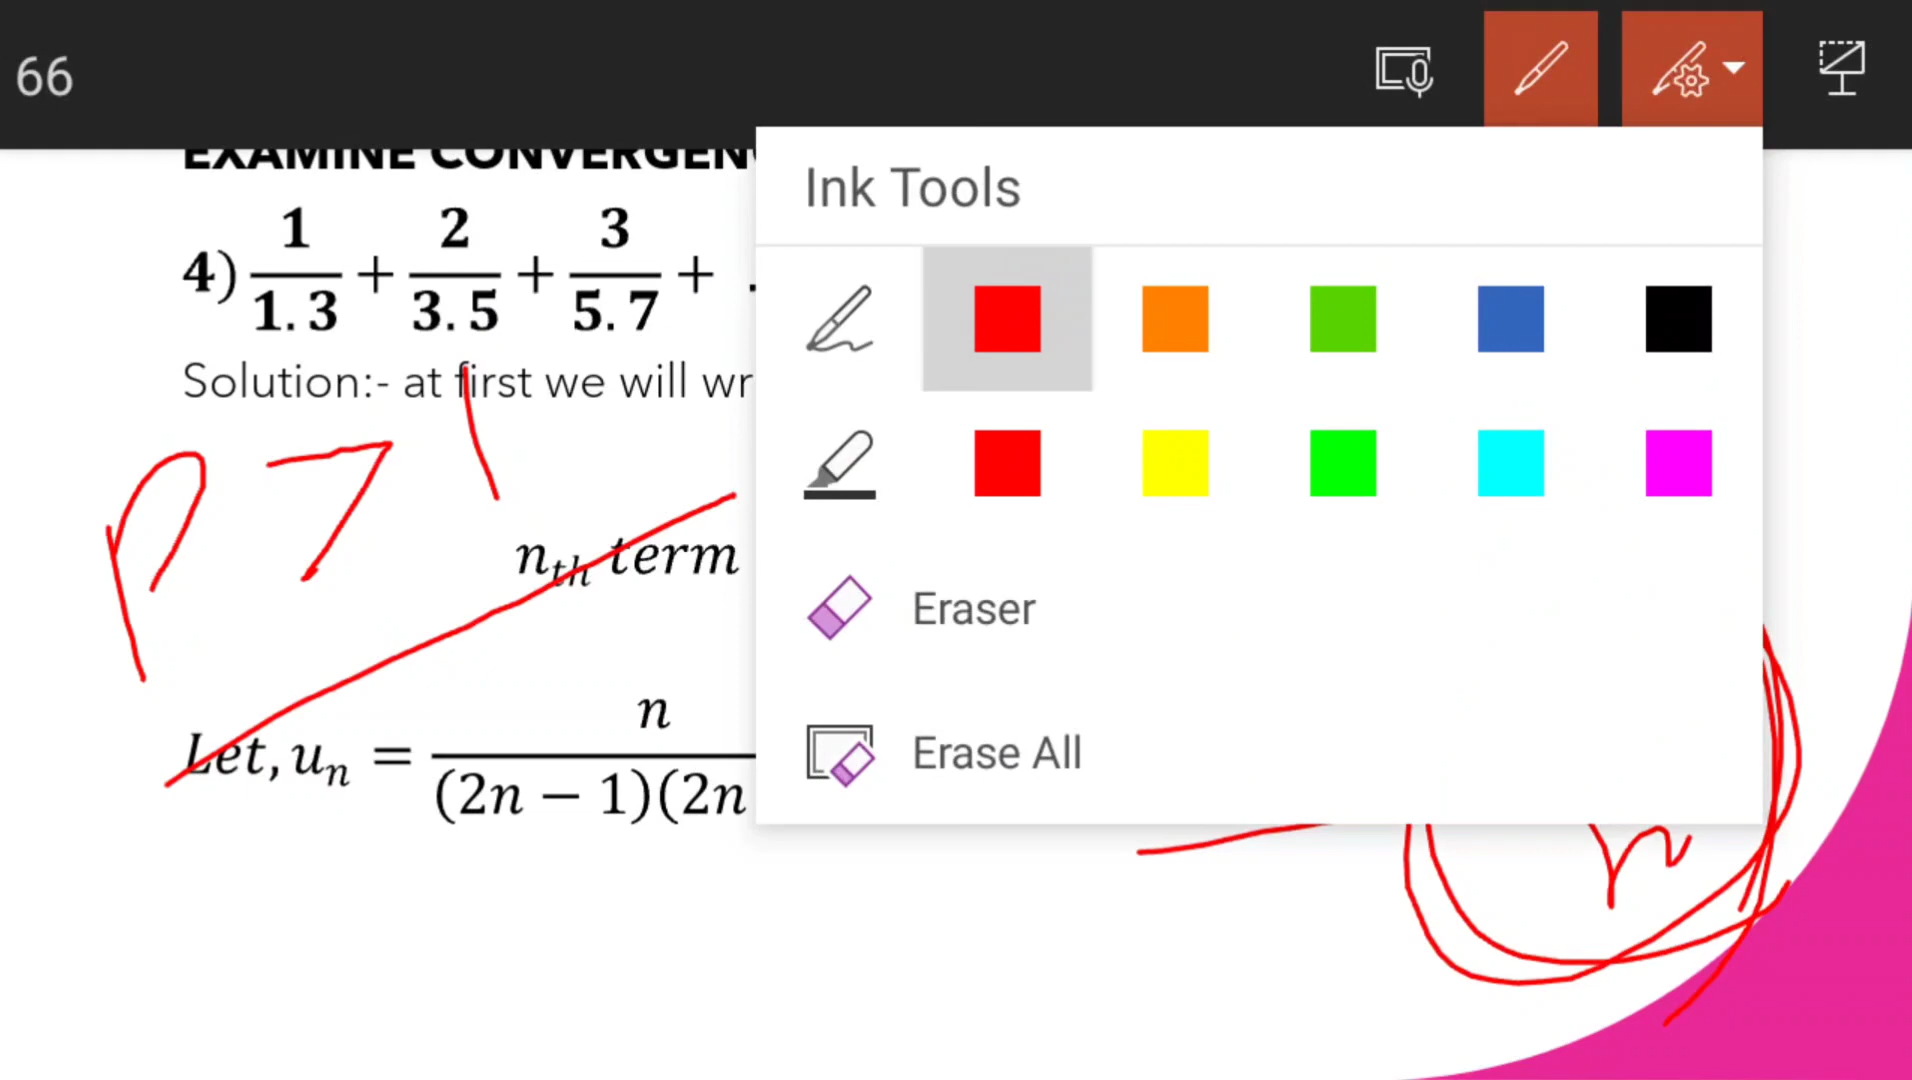 66
EXAMINE CONVERGEN
4) 1/1.3 + 2/3.5 + 3/5.7 + .
Solution:- at first we will wr
p > 1
n_th term
Let, u_n = n/(2n − 1)(2n
n
Ink Tools
Eraser
Erase All